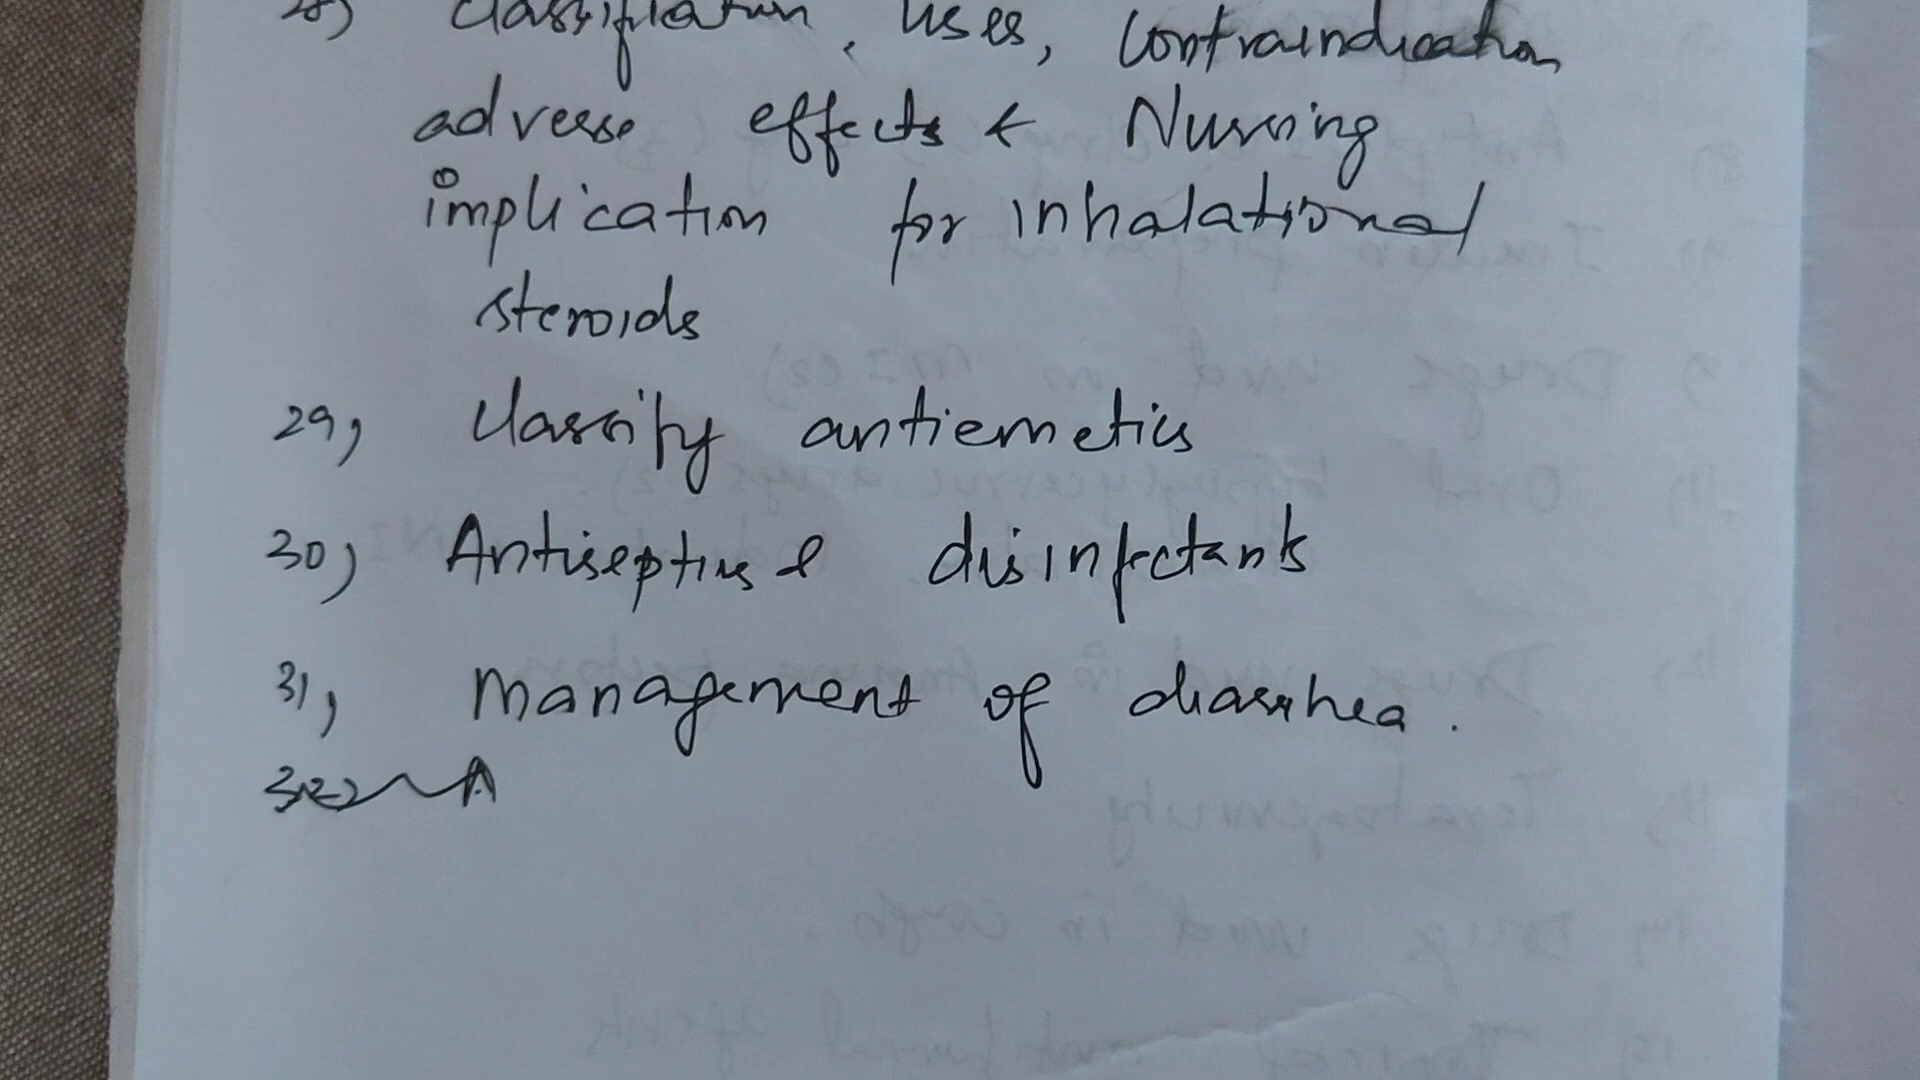 28) Classification, uses, contraindication
adverse effects & Nursing
implication for inhalational
steroids
29, Classify antiemetics
30) Antiseptics & disinfectants
31, Management of diarrhea.